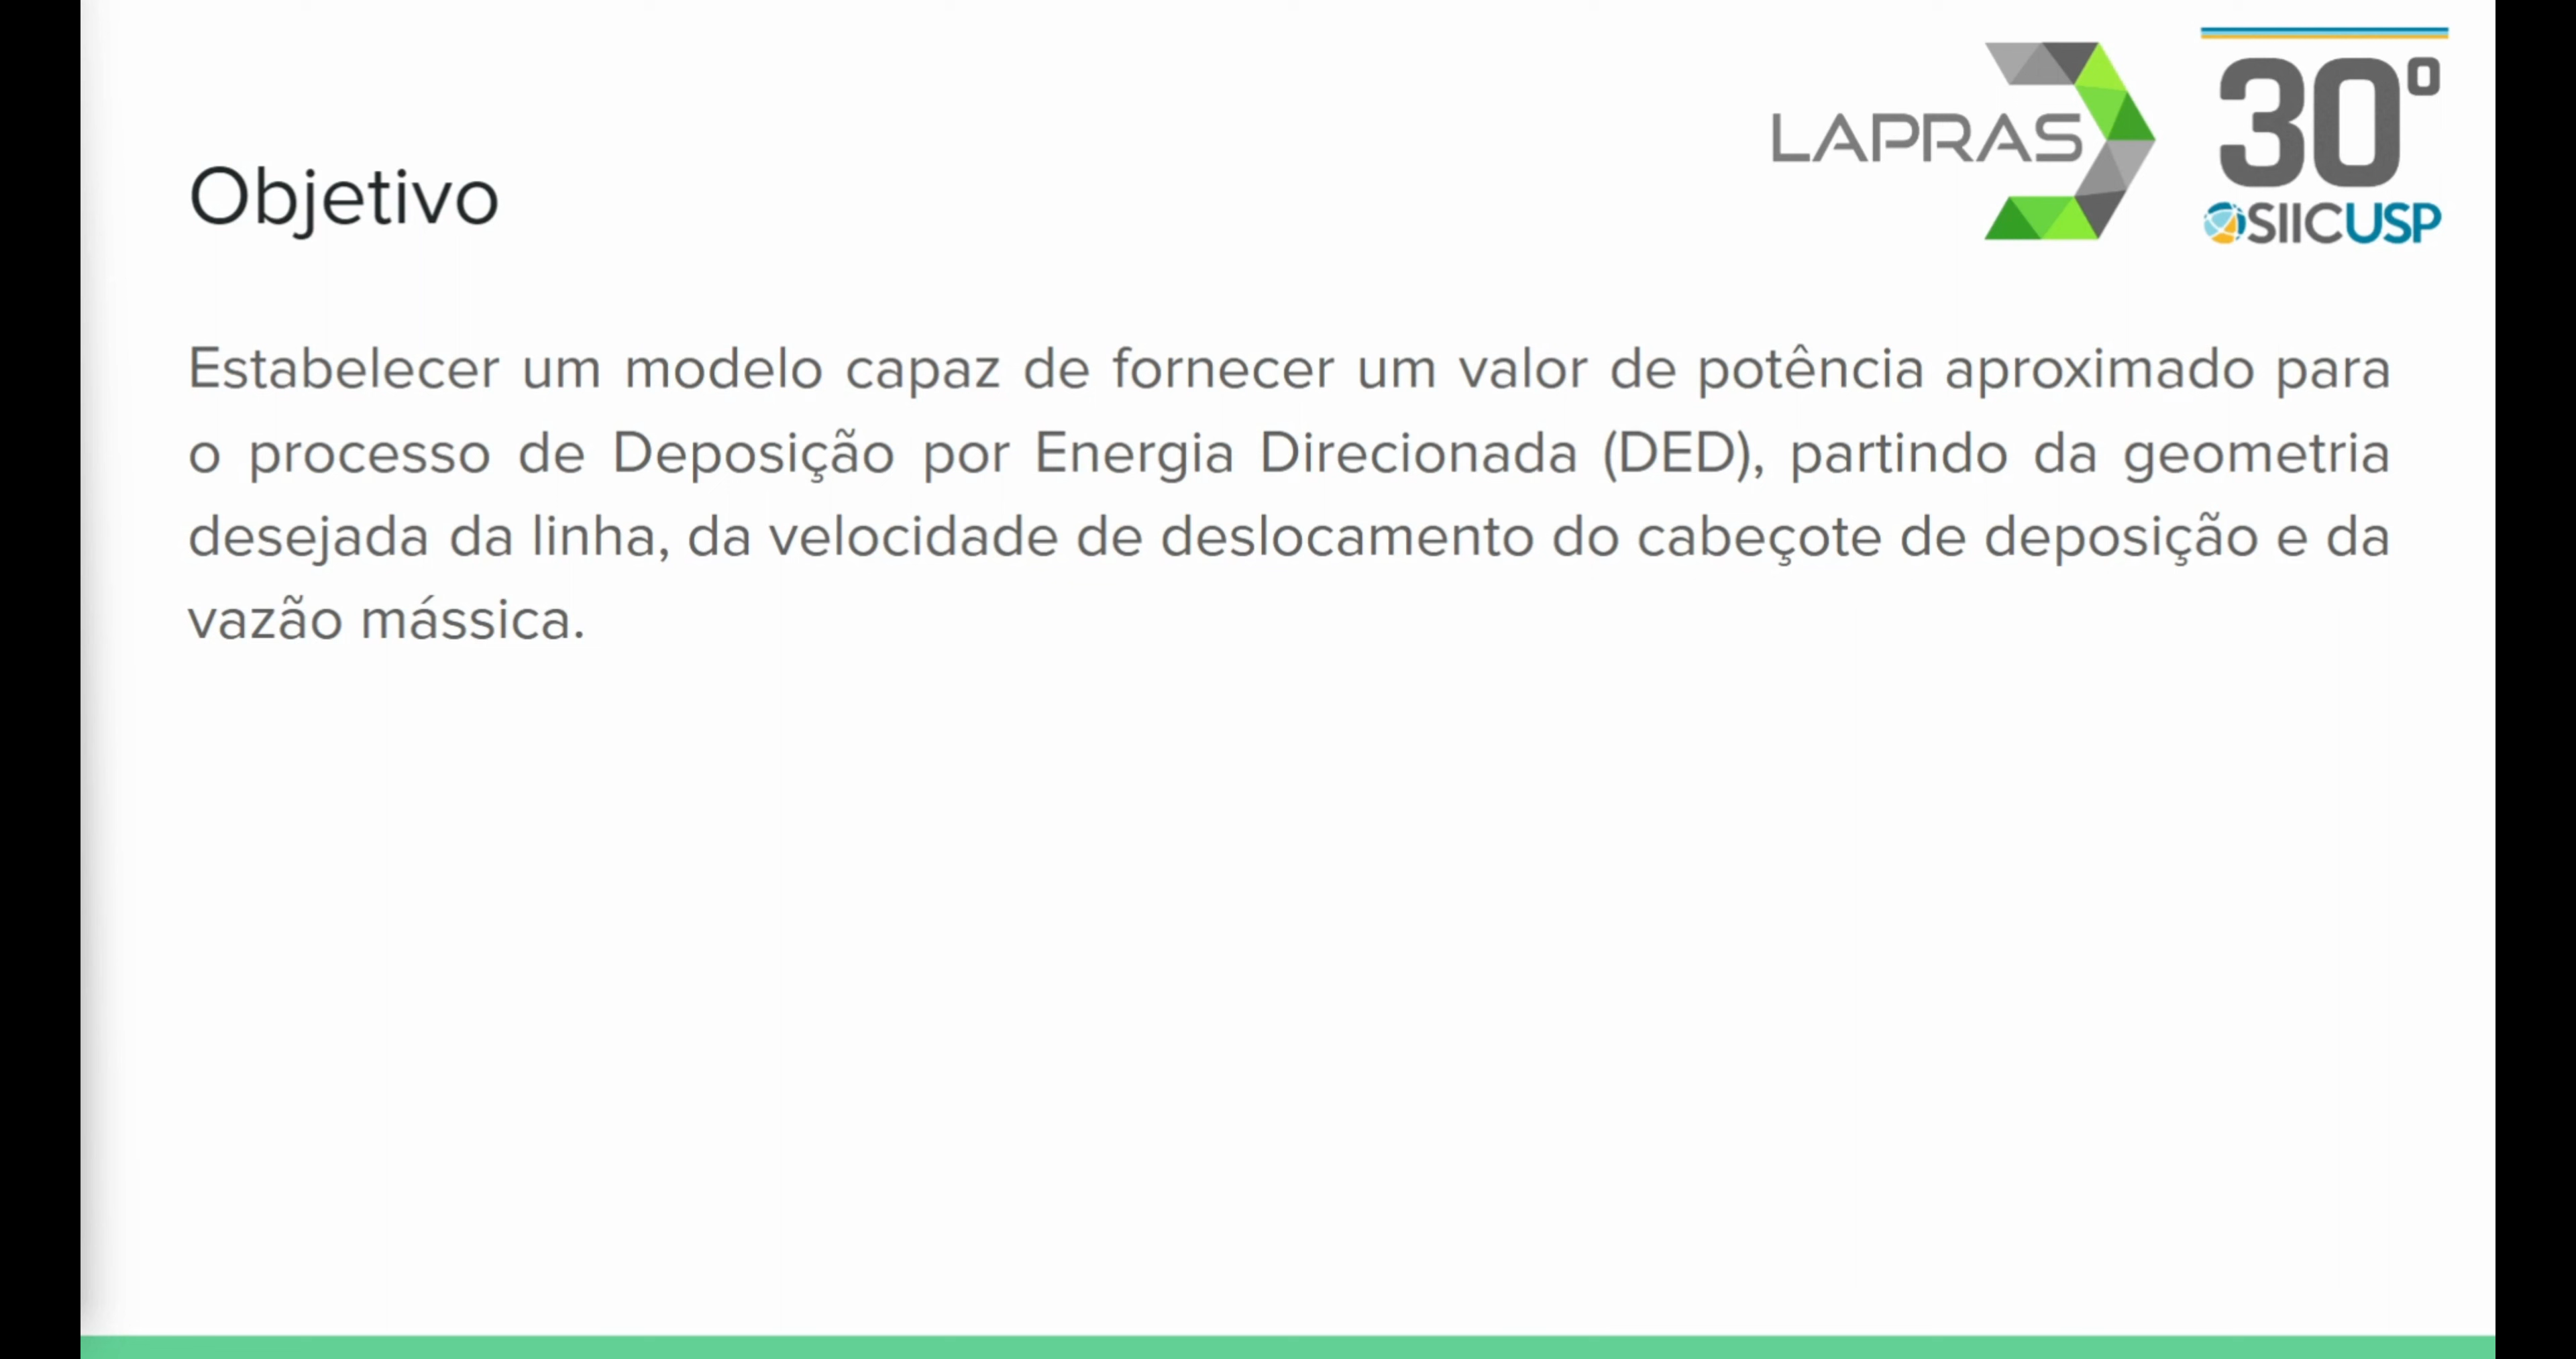 LAPRAS
30º
SIICUSP
Objetivo
Estabelecer um modelo capaz de fornecer um valor de potência aproximado para
o processo de Deposição por Energia Direcionada (DED), partindo da geometria
desejada da linha, da velocidade de deslocamento do cabeçote de deposição e da
vazão mássica.